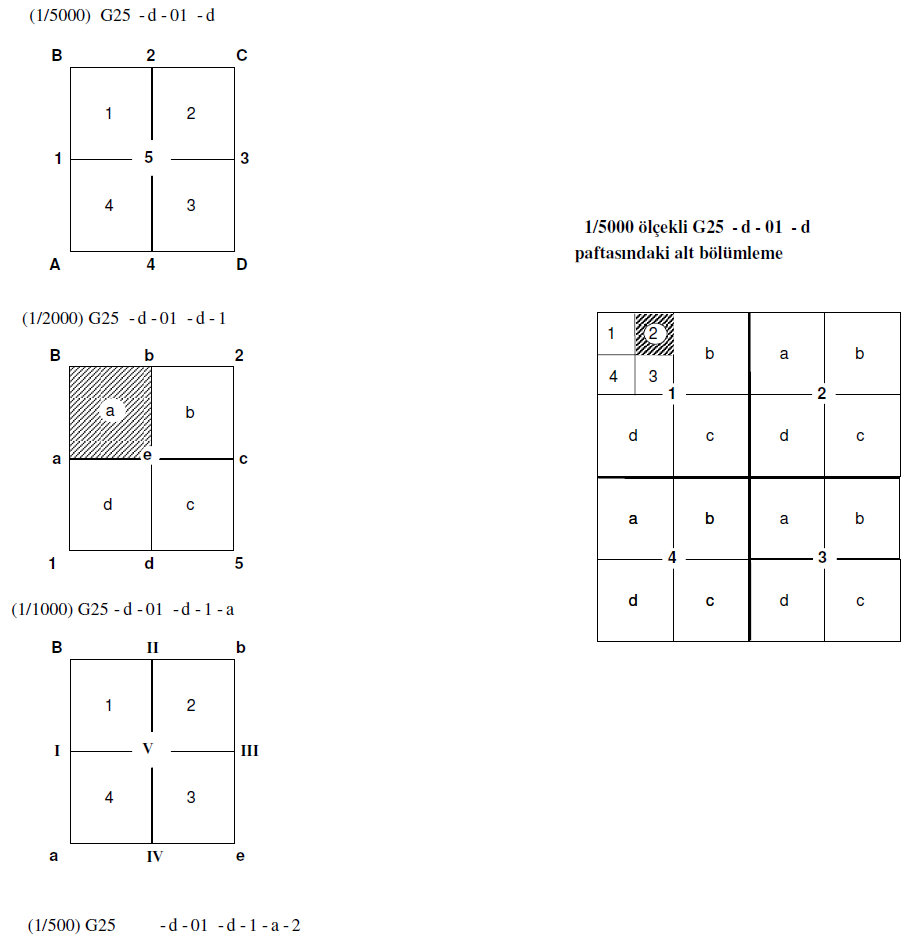 (1/5000) G25 - d - 01 - d
B 2 C
1 2
1 5 3
4 3
A 4 D
(1/2000) G25 - d - 01 - d - 1
B b 2
a b
a e c
d c
1 d 5
(1/1000) G25 - d - 01 - d - 1 - a
B II b
1 2
I V III
4 3
a IV e
(1/500) G25 - d - 01 - d - 1 - a - 2
1/5000 ölçekli G25 - d - 01 - d
paftasındaki alt bölümleme
1 2
b a b
4 3
1 2
d c d c
a b a b
4 3
d c d c